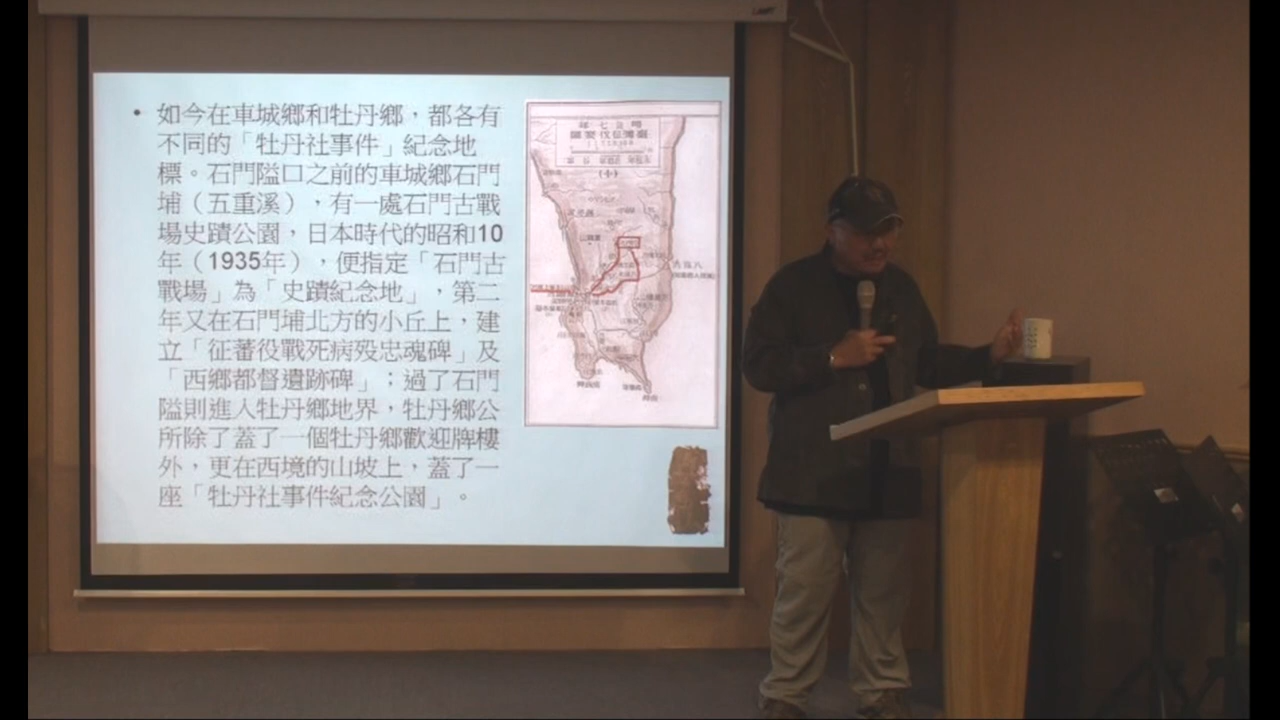 • 如今在車城鄉和牡丹鄉，都各有
不同的「牡丹社事件」紀念地
標。石門隘口之前的車城鄉石門
埔（五重溪），有一處石門古戰
場史蹟公園，日本時代的昭和10
年（1935年），便指定「石門古
戰場」為「史蹟紀念地」，第二
年又在石門埔北方的小丘上，建
立「征蕃役戰死病歿忠魂碑」及
「西鄉都督遺跡碑」；過了石門
隘則進入牡丹鄉地界，牡丹鄉公
所除了蓋了一個牡丹鄉歡迎牌樓
外，更在西境的山坡上，蓋了一
座「牡丹社事件紀念公園」。